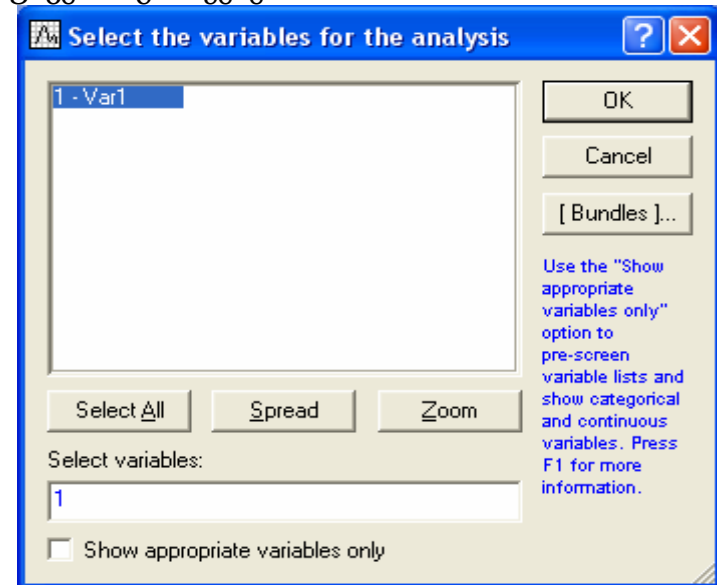 Select the variables for the analysis
1 - Var1
OK
Cancel
[ Bundles ]...
Use the "Show
appropriate
variables only"
option to
pre-screen
variable lists and
show categorical
and continuous
variables. Press
F1 for more
information.
Select All
Spread
Zoom
Select variables:
1
Show appropriate variables only